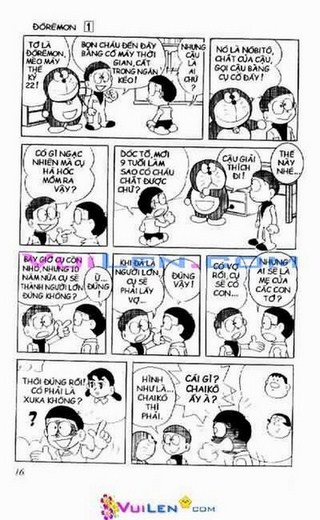 ĐÔRÊMON 1
TỚ LÀ
ĐÔRÊMON,
MÈO MÁY
THẾ
KỶ
22!
BỌN CHÁU ĐẾN ĐÂY
BẰNG CỖ MÁY THỜI
GIAN, CẤT
TRONG NGĂN
KÉO!
NHƯNG
CẬU
LÀ
AI
CHỨ?
NÓ LÀ NÔBITÔ,
CHẮT CỦA CẬU,
GỌI CẬU BẰNG
CỤ CỐ ĐẤY!
CÓ GÌ NGẠC
NHIÊN MÀ CỤ
HÁ HỐC
MỒM RA
VẬY?
DÓC TỔ, MỚI
9 TUỔI LÀM
SAO CÓ CHÁU
CHẮT ĐƯỢC
CHỨ?
CẬU GIẢI
THÍCH
ĐI!
THẾ
NÀY
NHÉ...
BÂY GIỜ CỤ CÒN
NHỎ, NHƯNG 10
NĂM NỮA CỤ SẼ
THÀNH NGƯỜI LỚN
ĐÚNG KHÔNG?
Ừ...
ĐÚNG!
KHI ĐÃ LÀ
NGƯỜI LỚN,
CỤ SẼ
PHẢI LẤY
VỢ...
ĐÚNG
VẬY!
CÓ VỢ
RỒI, CỤ
SẼ CÓ
CON...
NHƯNG
AI SẼ LÀ
MẸ CỦA
CÁC CON
TỚ?
THÔI ĐÚNG RỒI!
CÓ PHẢI LÀ
XUKA KHÔNG?
?
HÌNH
NHƯ LÀ...
CHAIKÔ
THÌ
PHẢI.
CÁI GÌ?
CHAIKÔ
ẤY À?
VUILEN.COM
16
VUILEN.COM